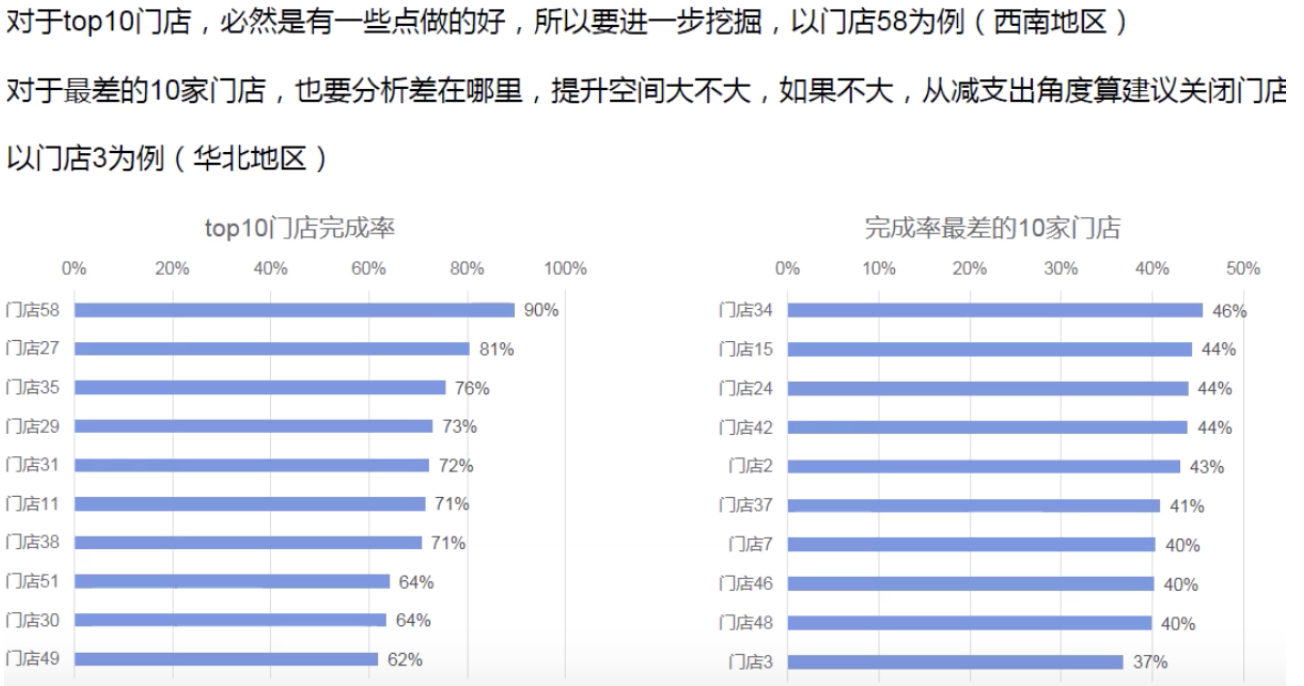 对于top10门店，必然是有一些点做的好，所以要进一步挖掘，以门店58为例（西南地区）
对于最差的10家门店，也要分析差在哪里，提升空间大不大，如果不大，从减支出角度算建议关闭门店
以门店3为例（华北地区）
top10门店完成率
0% 20% 40% 60% 80% 100%
门店58 90%
门店27 81%
门店35 76%
门店29 73%
门店31 72%
门店11 71%
门店38 71%
门店51 64%
门店30 64%
门店49 62%
完成率最差的10家门店
0% 10% 20% 30% 40% 50%
门店34 46%
门店15 44%
门店24 44%
门店42 44%
门店2 43%
门店37 41%
门店7 40%
门店46 40%
门店48 40%
门店3 37%